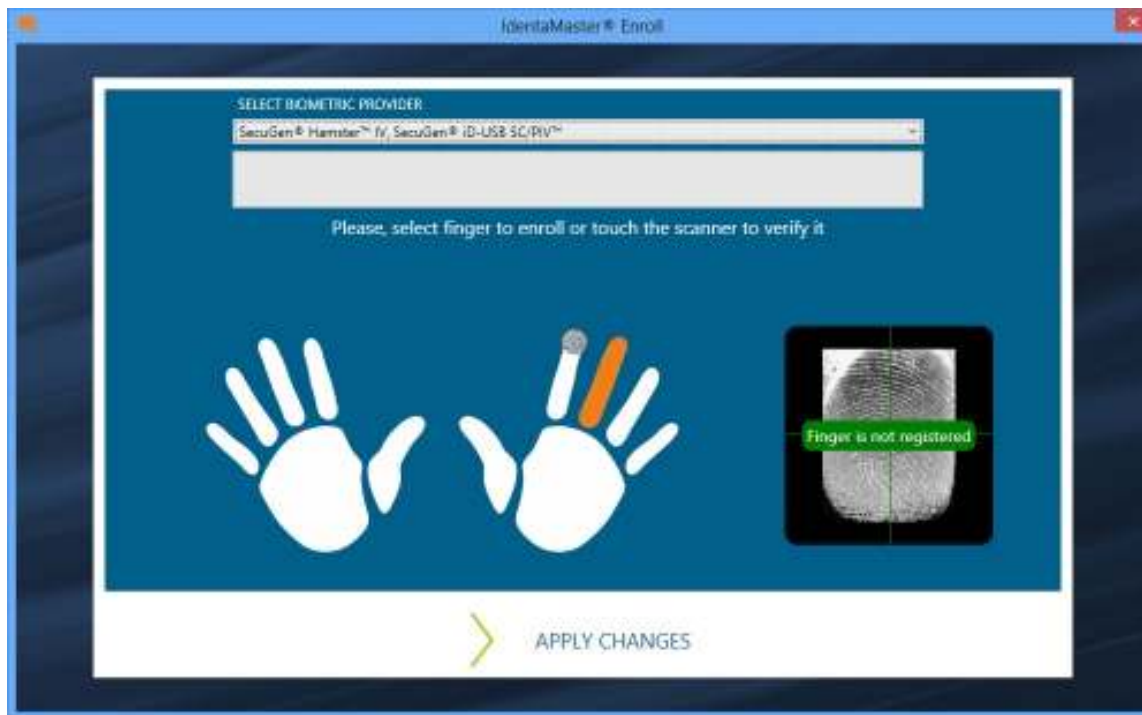 IdentaMaster® Enroll
SELECT BIOMETRIC PROVIDER
SecuGen® Hamster™ IV, SecuGen® iD-USB SC/PIV™
Please, select finger to enroll or touch the scanner to verify it
Finger is not registered
APPLY CHANGES